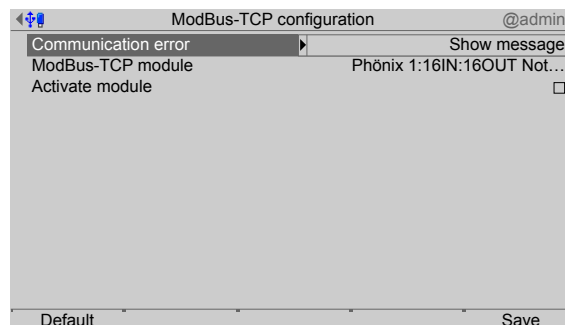 ModBus-TCP configuration @admin
Communication error Show message
ModBus-TCP module Phönix 1:16IN:16OUT Not...
Activate module
Default Save